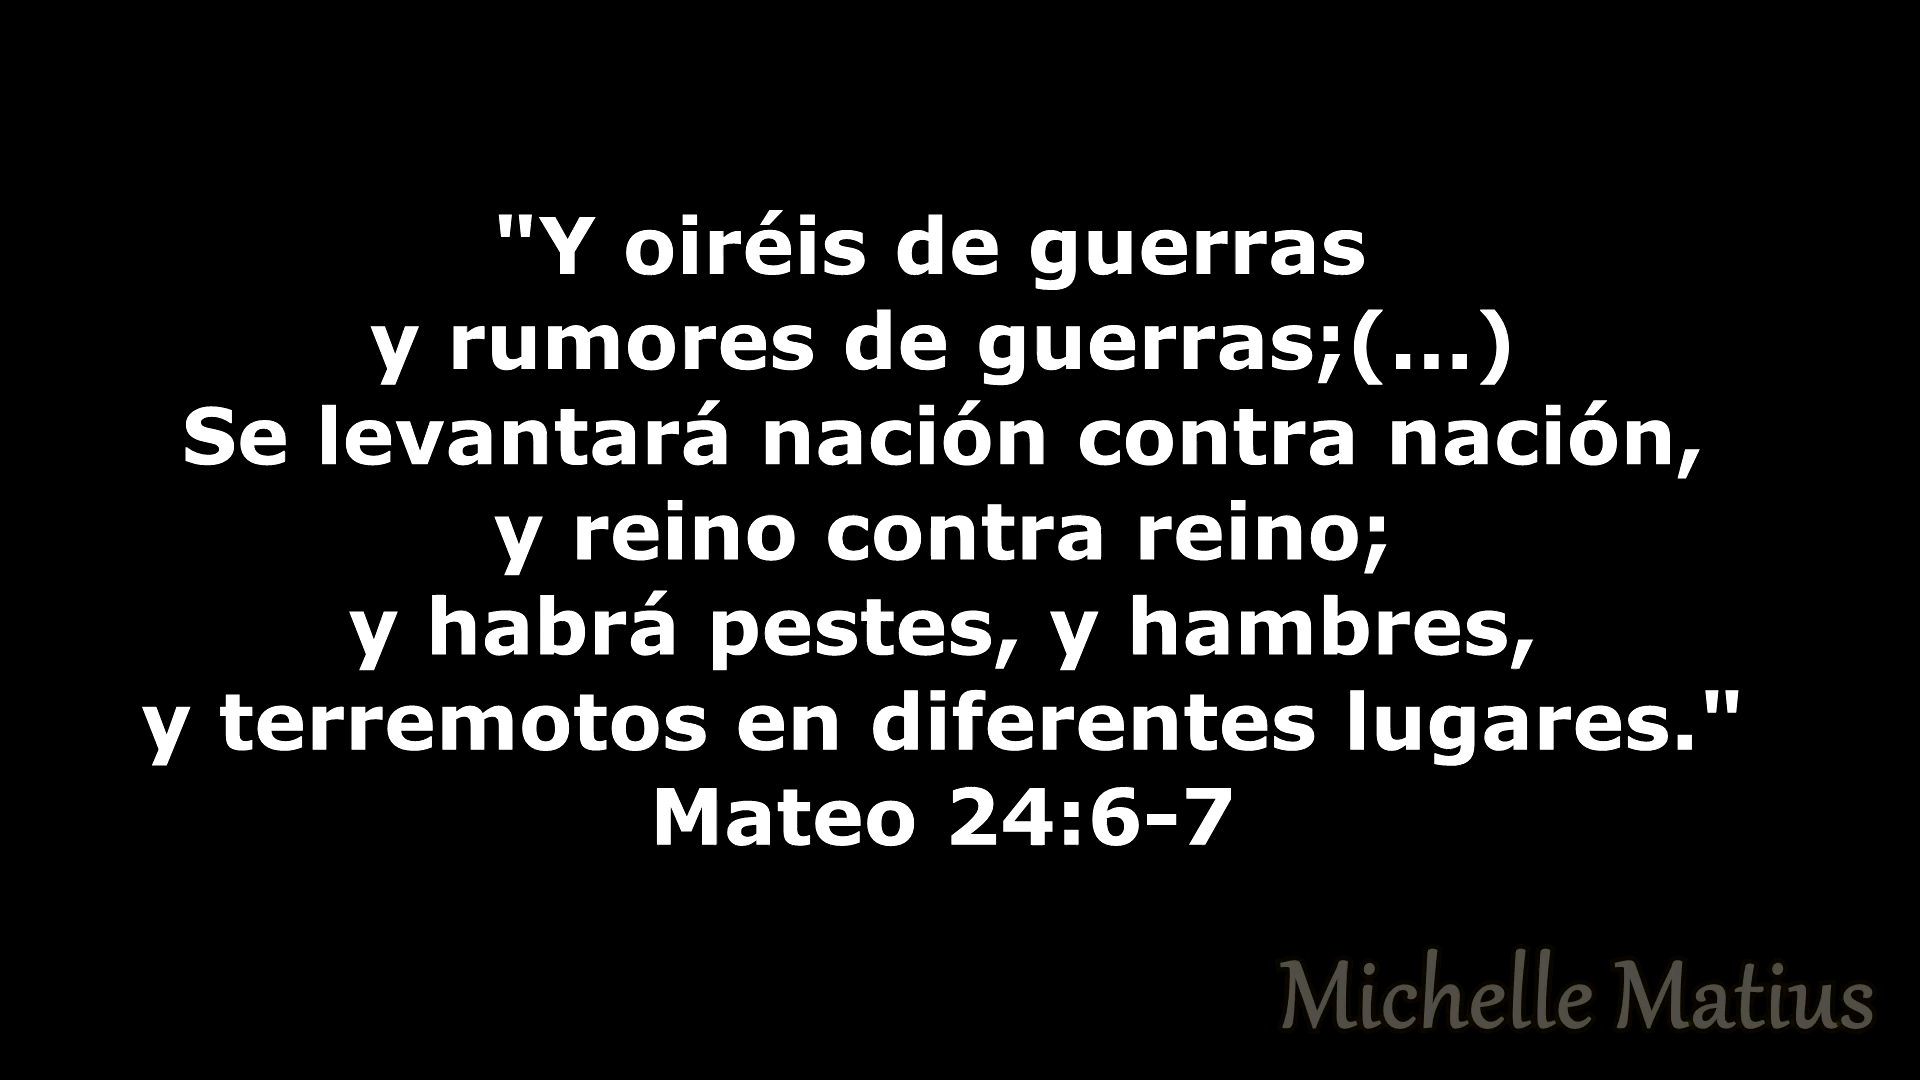 "Y oiréis de guerras
y rumores de guerras;(...)
Se levantará nación contra nación,
y reino contra reino;
y habrá pestes, y hambres,
y terremotos en diferentes lugares."
Mateo 24:6-7
Michelle Matius